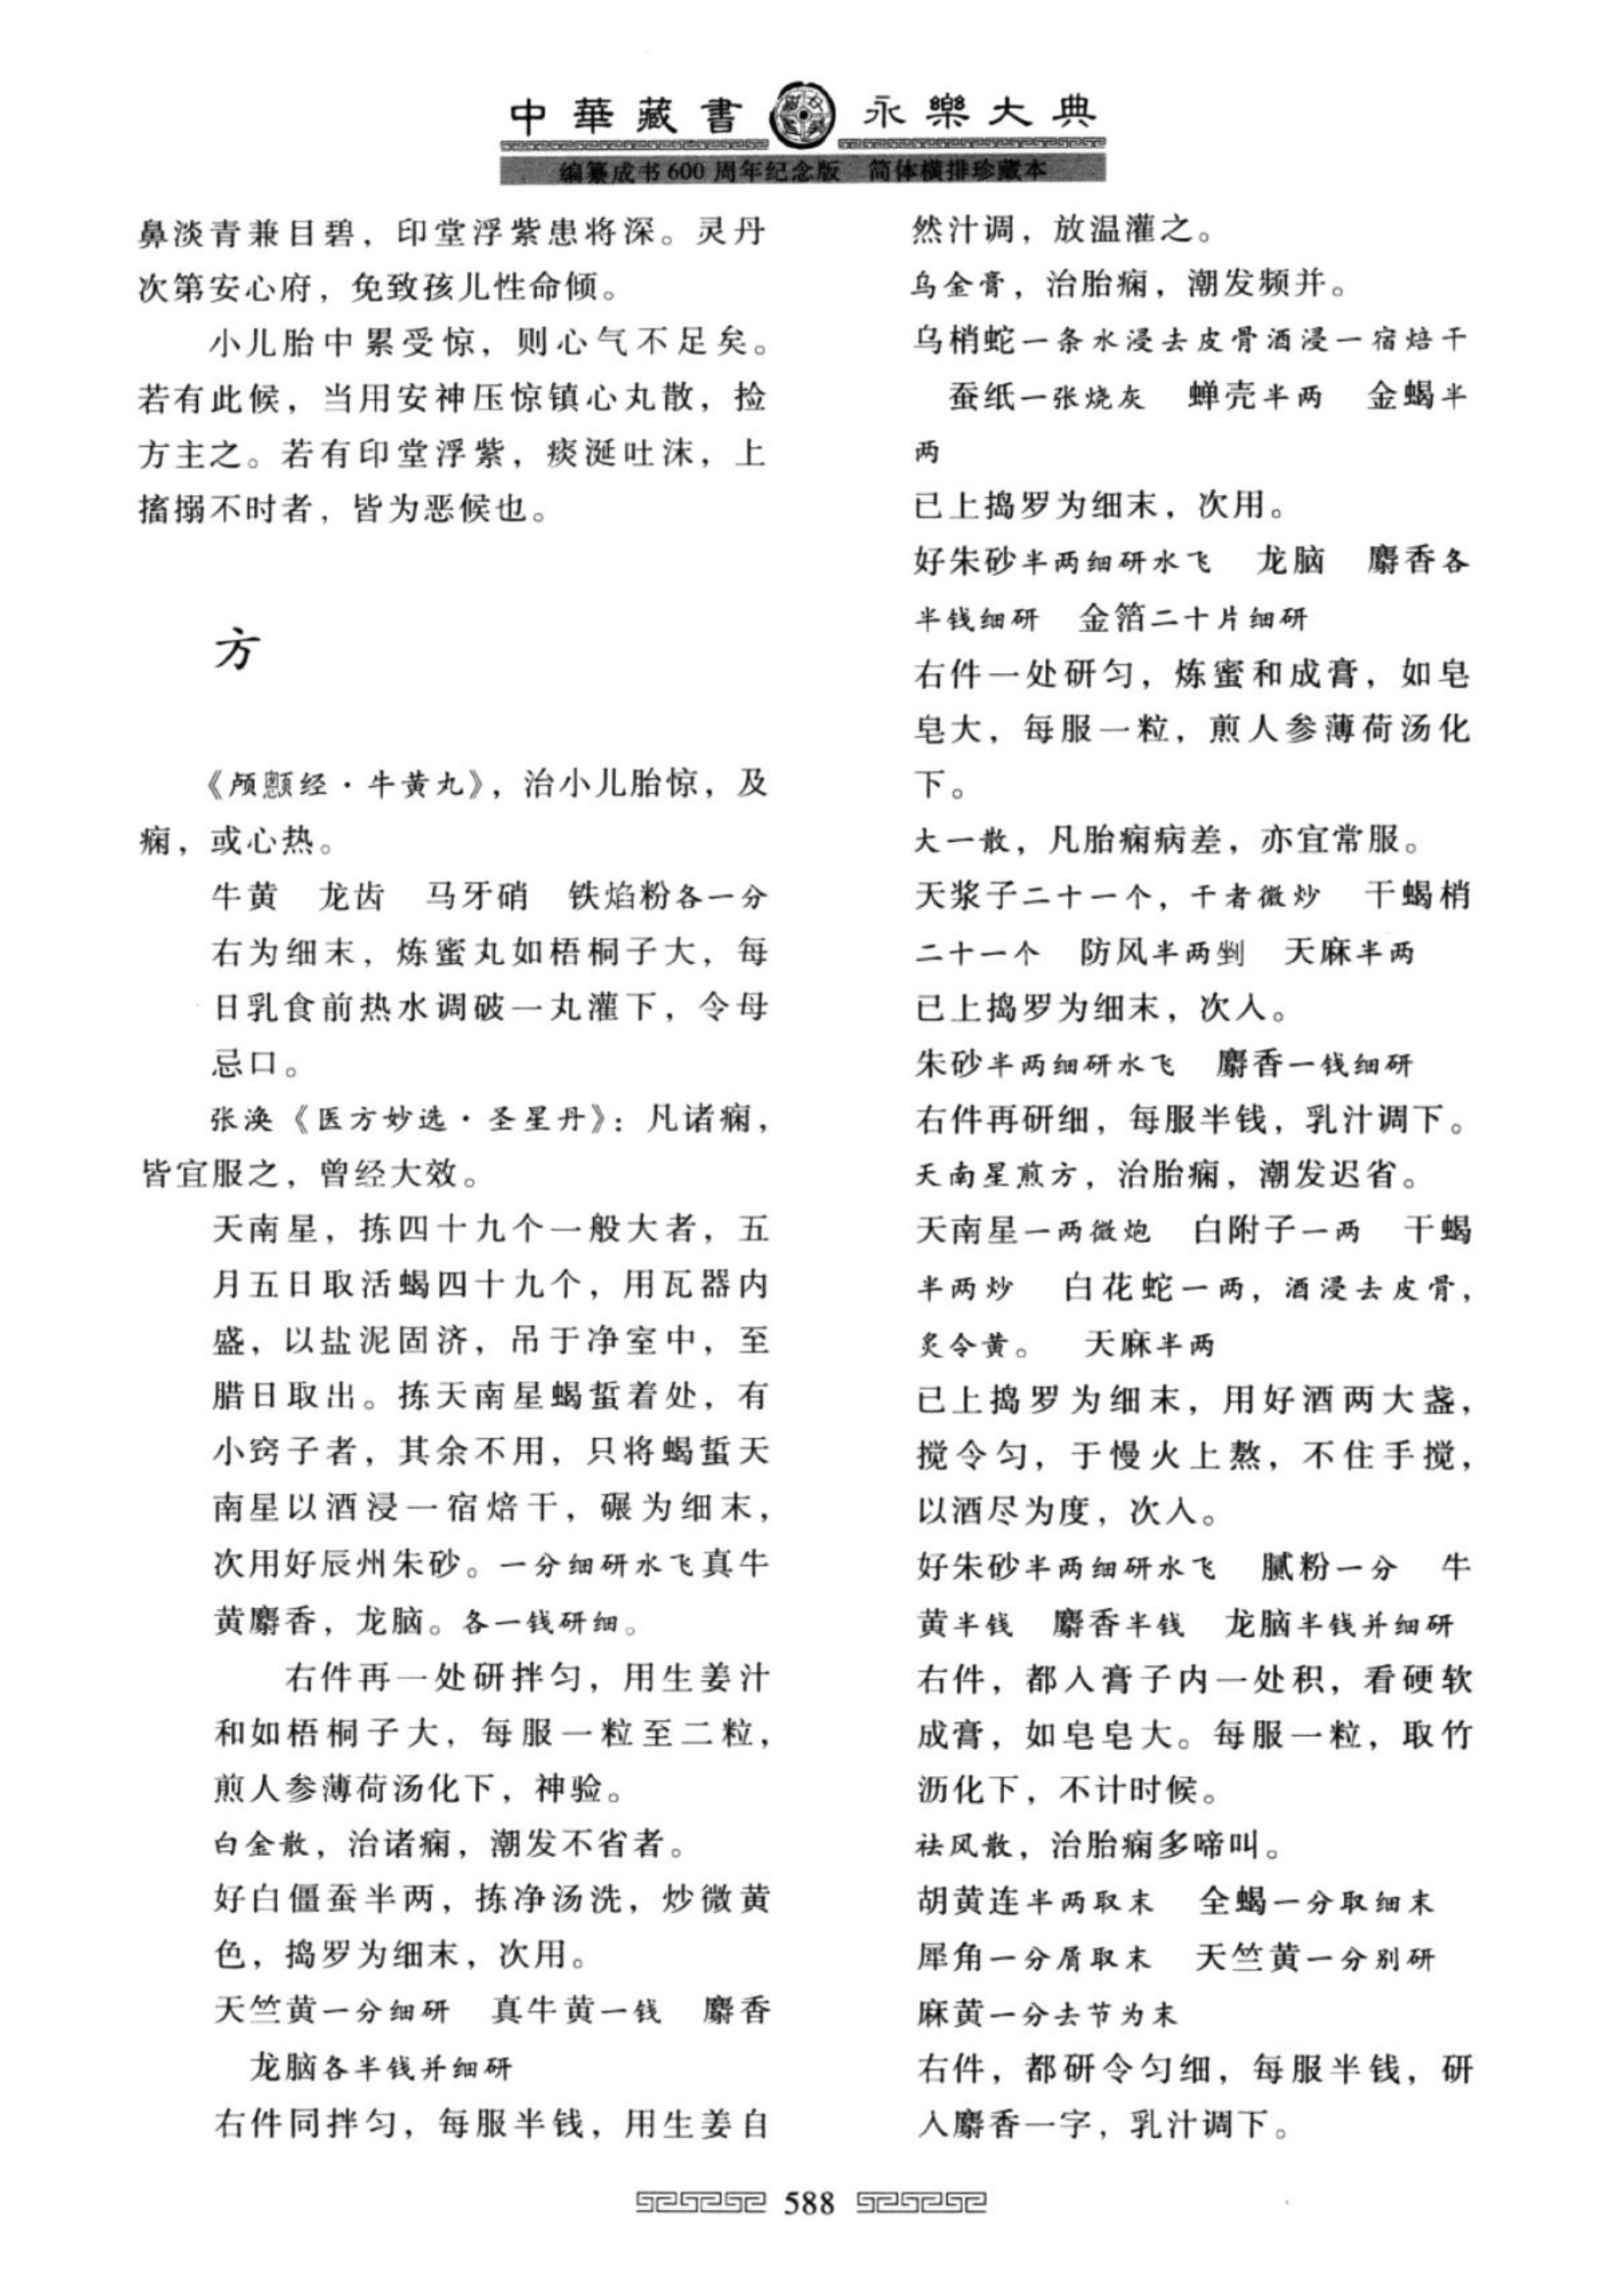 中華藏書 永樂大典
编纂成书600周年纪念版 简体横排珍藏本
鼻淡青兼目碧，印堂浮紫患将深。灵丹
次第安心府，免致孩儿性命倾。
小儿胎中累受惊，则心气不足矣。
若有此候，当用安神压惊镇心丸散，捡
方主之。若有印堂浮紫，痰涎吐沫，上
搐搦不时者，皆为恶候也。
方
《颅顖经·牛黄丸》，治小儿胎惊，及
痫，或心热。
牛黄 龙齿 马牙硝 铁焰粉各一分
右为细末，炼蜜丸如梧桐子大，每
日乳食前热水调破一丸灌下，令母
忌口。
张涣《医方妙选·圣星丹》：凡诸痫，
皆宜服之，曾经大效。
天南星，拣四十九个一般大者，五
月五日取活蝎四十九个，用瓦器内
盛，以盐泥固济，吊于净室中，至
腊日取出。拣天南星蝎蜇着处，有
小窍子者，其余不用，只将蝎蜇天
南星以酒浸一宿焙干，碾为细末，
次用好辰州朱砂。一分细研水飞真牛
黄麝香，龙脑。各一钱研细。
右件再一处研拌匀，用生姜汁
和如梧桐子大，每服一粒至二粒，
煎人参薄荷汤化下，神验。
白金散，治诸痫，潮发不省者。
好白僵蚕半两，拣净汤洗，炒微黄
色，捣罗为细末，次用。
天竺黄一分细研 真牛黄一钱 麝香
龙脑各半钱并细研
右件同拌匀，每服半钱，用生姜自
然汁调，放温灌之。
乌金膏，治胎痫，潮发频并。
乌梢蛇一条水浸去皮骨酒浸一宿焙干
蚕纸一张烧灰 蝉壳半两 金蝎半
两
已上捣罗为细末，次用。
好朱砂半两细研水飞 龙脑 麝香各
半钱细研 金箔二十片细研
右件一处研匀，炼蜜和成膏，如皂
皂大，每服一粒，煎人参薄荷汤化
下。
大一散，凡胎痫病差，亦宜常服。
天浆子二十一个，干者微炒 干蝎梢
二十一个 防风半两剉 天麻半两
已上捣罗为细末，次入。
朱砂半两细研水飞 麝香一钱细研
右件再研细，每服半钱，乳汁调下。
天南星煎方，治胎痫，潮发迟省。
天南星一两微炮 白附子一两 干蝎
半两炒 白花蛇一两，酒浸去皮骨，
炙令黄。 天麻半两
已上捣罗为细末，用好酒两大盏，
搅令匀，于慢火上熬，不住手搅，
以酒尽为度，次入。
好朱砂半两细研水飞 腻粉一分 牛
黄半钱 麝香半钱 龙脑半钱并细研
右件，都入膏子内一处积，看硬软
成膏，如皂皂大。每服一粒，取竹
沥化下，不计时候。
祛风散，治胎痫多啼叫。
胡黄连半两取末 全蝎一分取细末
犀角一分屑取末 天竺黄一分别研
麻黄一分去节为末
右件，都研令匀细，每服半钱，研
入麝香一字，乳汁调下。
588